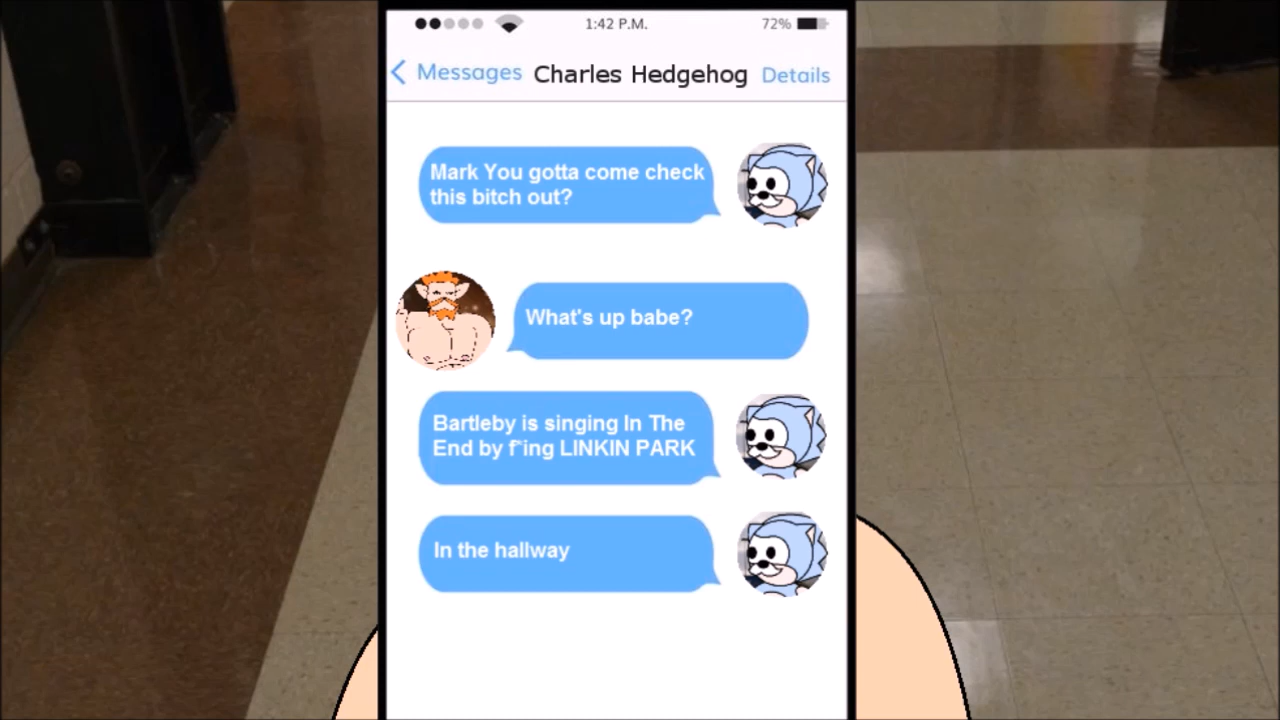 1:42 P.M.
72%
Messages Charles Hedgehog Details
Mark You gotta come check
this bitch out?
What's up babe?
Bartleby is singing In The
End by f*ing LINKIN PARK
In the hallway